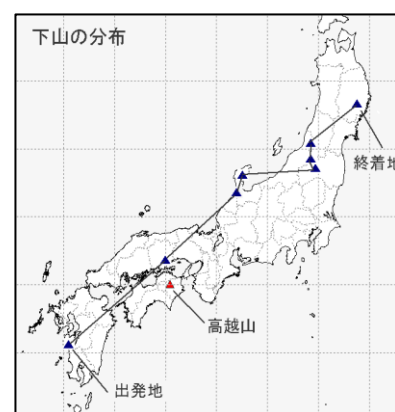 下山の分布
終着地
高越山
出発地